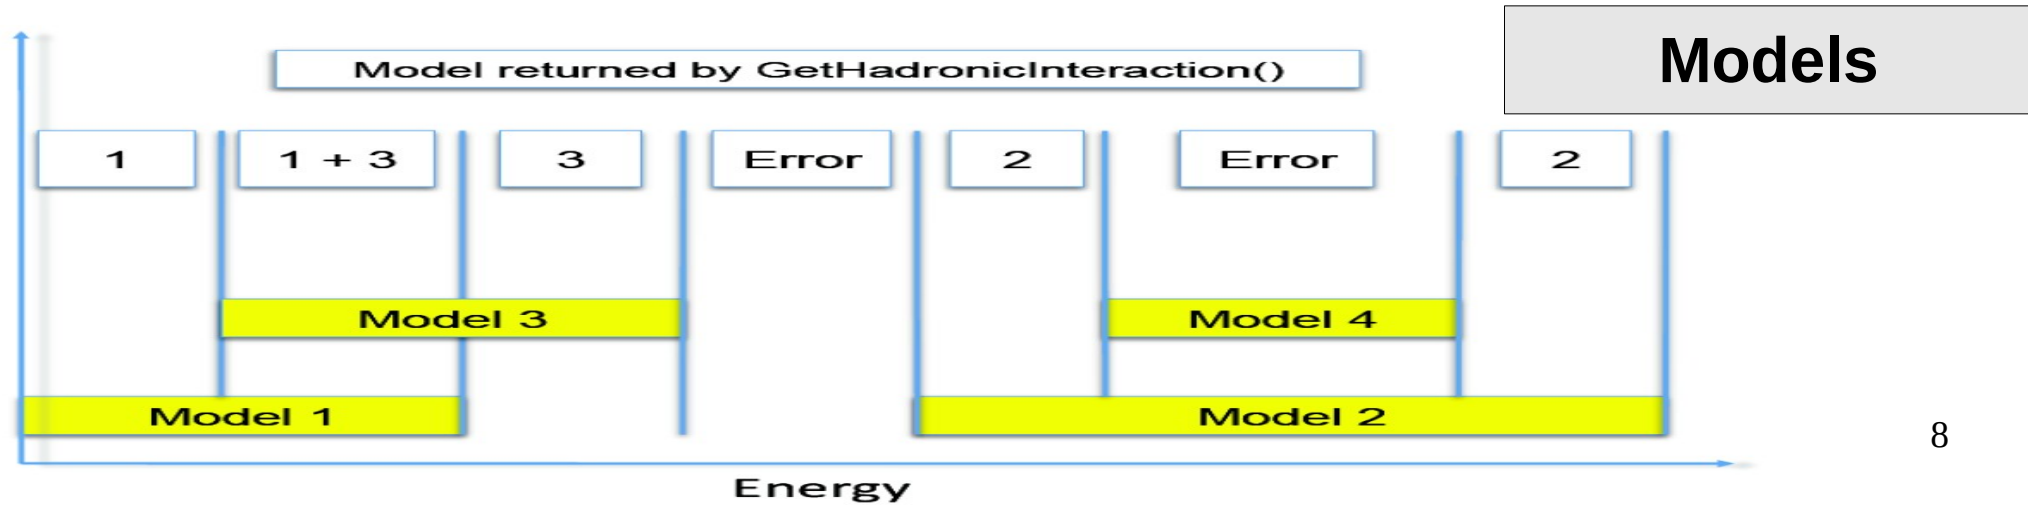 Models
Model returned by GetHadronicInteraction()
1
1 + 3
3
Error
2
Error
2
Model 3
Model 4
Model 1
Model 2
8
Energy